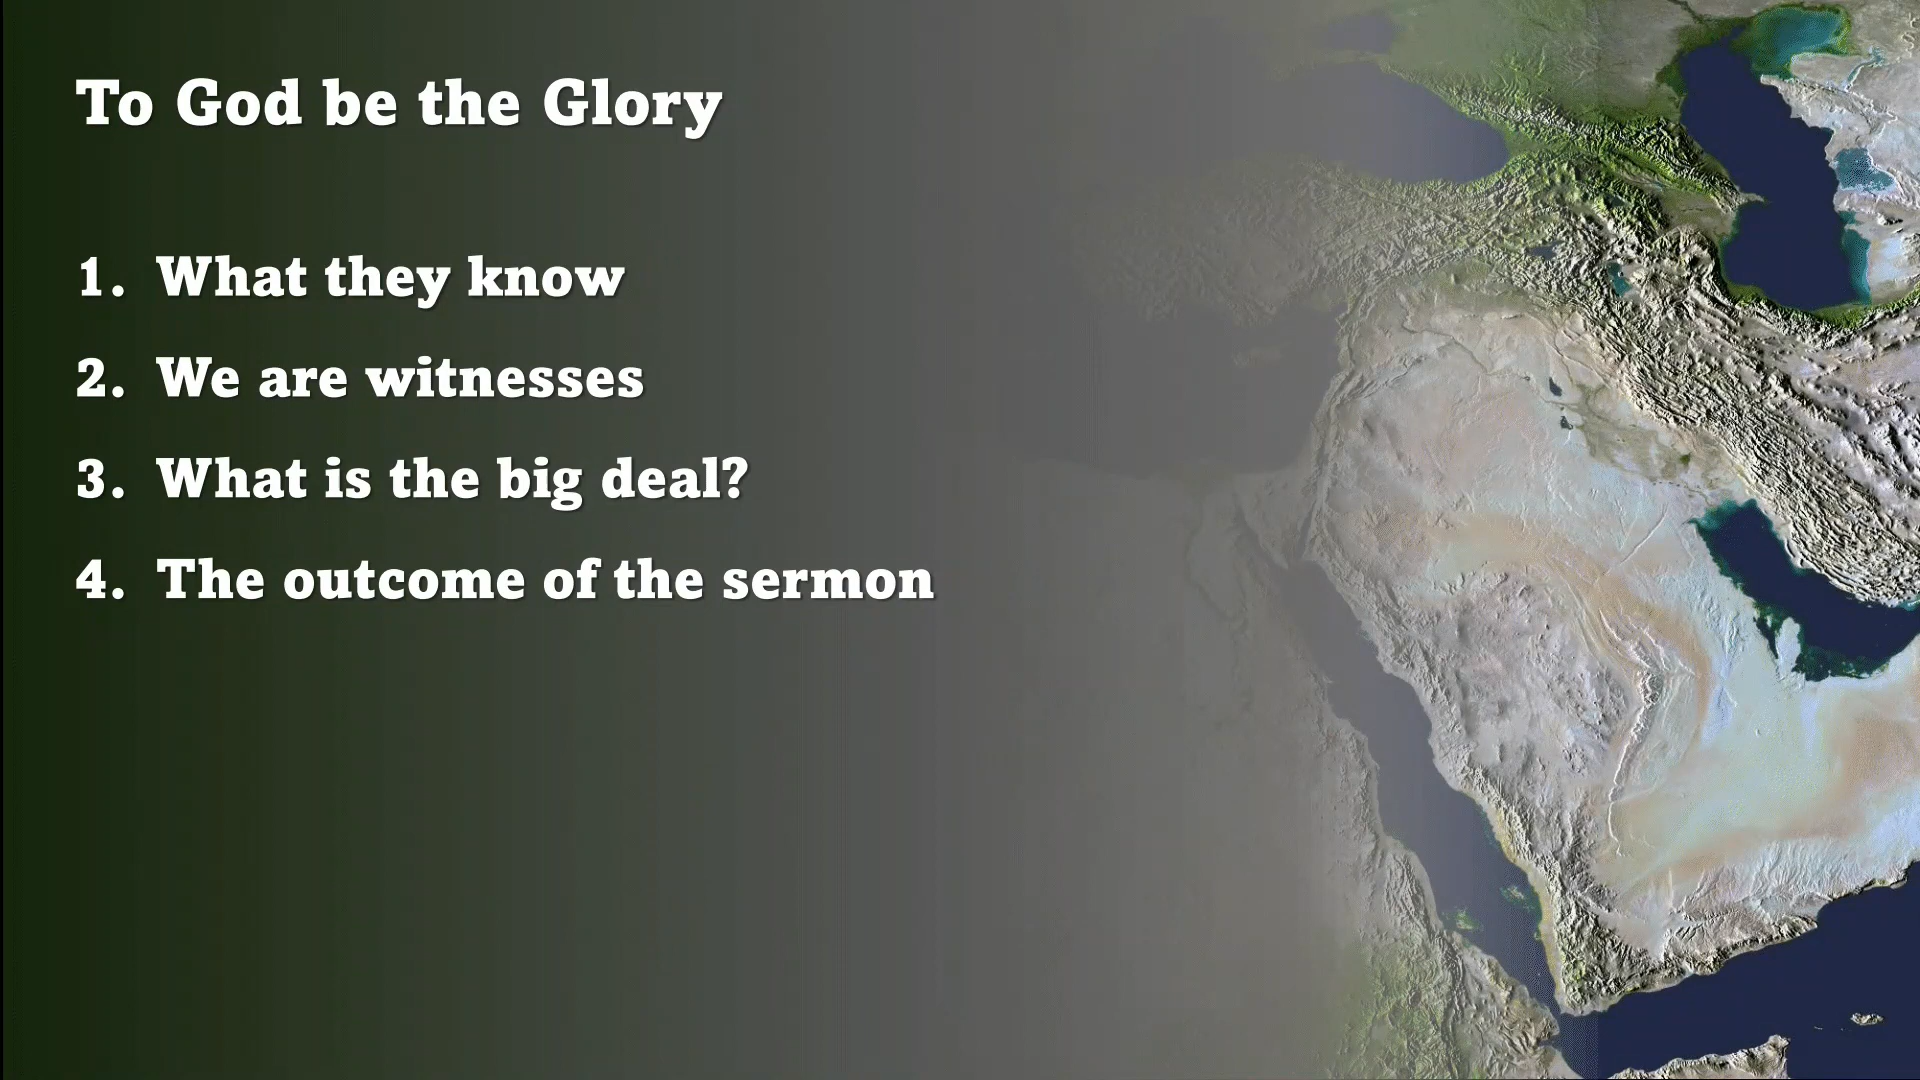 To God be the Glory
1. What they know
2. We are witnesses
3. What is the big deal?
4. The outcome of the sermon